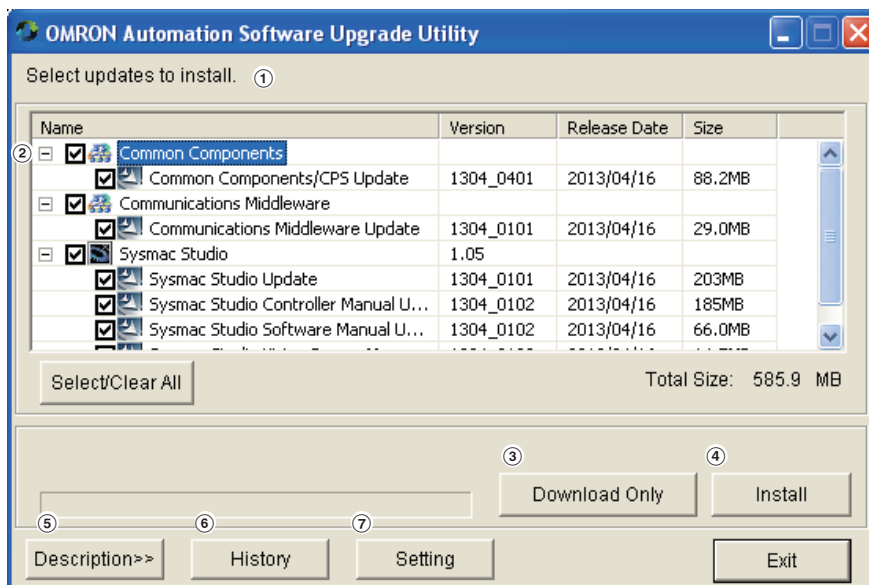 OMRON Automation Software Upgrade Utility
Select updates to install. ①
Name Version Release Date Size
② Common Components
Common Components/CPS Update 1304_0401 2013/04/16 88.2MB
Communications Middleware
Communications Middleware Update 1304_0101 2013/04/16 29.0MB
Sysmac Studio 1.05
Sysmac Studio Update 1304_0101 2013/04/16 203MB
Sysmac Studio Controller Manual U... 1304_0102 2013/04/16 185MB
Sysmac Studio Software Manual U... 1304_0102 2013/04/16 66.0MB
Select/Clear All Total Size: 585.9 MB
③ ④
Download Only Install
⑤ ⑥ ⑦
Description>> History Setting Exit